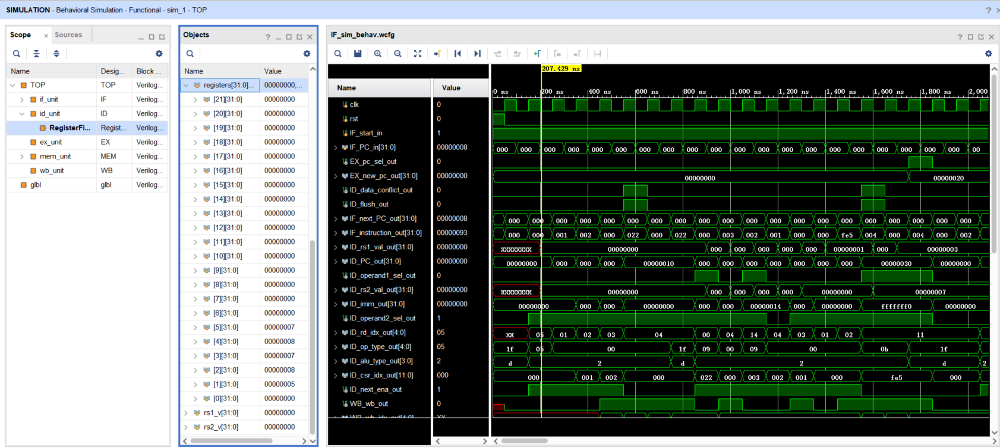 SIMULATION - Behavioral Simulation - Functional - sim_1 - TOP
Scope
Sources
Name Desig... Block ...
TOP TOP Verilog...
if_unit IF Verilog...
id_unit ID Verilog...
RegisterFi... Regist... Verilog...
ex_unit EX Verilog...
mem_unit MEM Verilog...
wb_unit WB Verilog...
glbl glbl Verilog...
Objects
Name Value
registers[31:0]... 00000000,...
[21][31:0] 00000000
[20][31:0] 00000000
[19][31:0] 00000000
[18][31:0] 00000000
[17][31:0] 00000000
[16][31:0] 00000000
[15][31:0] 00000000
[14][31:0] 00000000
[13][31:0] 00000000
[12][31:0] 00000000
[11][31:0] 00000000
[10][31:0] 00000000
[9][31:0] 00000000
[8][31:0] 00000000
[7][31:0] 00000000
[6][31:0] 00000000
[5][31:0] 00000007
[4][31:0] 00000008
[3][31:0] 00000007
[2][31:0] 00000008
[1][31:0] 00000005
[0][31:0] 00000000
rs1_v[31:0] 00000000
rs2_v[31:0] 00000000
IF_sim_behav.wcfg
207.429 ns
Name Value
0 ns 200 ns 400 ns 600 ns 800 ns 1,000 ns 1,200 ns 1,400 ns 1,600 ns 1,800 ns 2,000
clk 0
rst 0
IF_start_in 1
IF_PC_in[31:0] 00000008 000 000 000 000 000 000 000 000 000 000 000 000 000 000 000 000 000 000 000 000 00
EX_pc_sel_out 0
EX_new_pc_out[31:0] 00000000 00000000 00000020
ID_data_conflict_out 0
ID_flush_out 0
IF_next_PC_out[31:0] 00000008 000 000 000 000 000 000 000 000 000 000 000 000 000 000 000 000 000 000 000 000
IF_instruction_out[31:0] 00000093 000 000 001 002 000 022 000 022 000 003 002 001 000 000 fe5 004 000 004 000 002
ID_rs1_val_out[31:0] 00000000 XXXXXXXX 00000000 000 000 000 000 000 00000001 000 00000003
ID_PC_out[31:0] 00000000 00000000 000 000 000 00000010 000 000 000 000 000 000 000 00000030 00000000
ID_operand1_sel_out 0
ID_rs2_val_out[31:0] 00000000 XXXXXXXX 00000000 000 000 000 000 00000000 00000007
ID_imm_out[31:0] 00000000 00000000 000 000 00000000 000 000 00000014 000 00000000 fffffff0 00000000
ID_operand2_sel_out 1
ID_rd_idx_out[4:0] 05 XX 05 01 02 03 04 00 04 14 04 03 01 02 11
ID_op_type_out[4:0] 05 1f 05 00 1f 09 00 09 00 0b 1f
ID_alu_type_out[3:0] 2 d 2 d 2 d 2
ID_csr_idx_out[11:0] 000 000 001 002 000 022 000 003 002 001 000 fe5 000
ID_next_ena_out 1
WB_wb_out 0